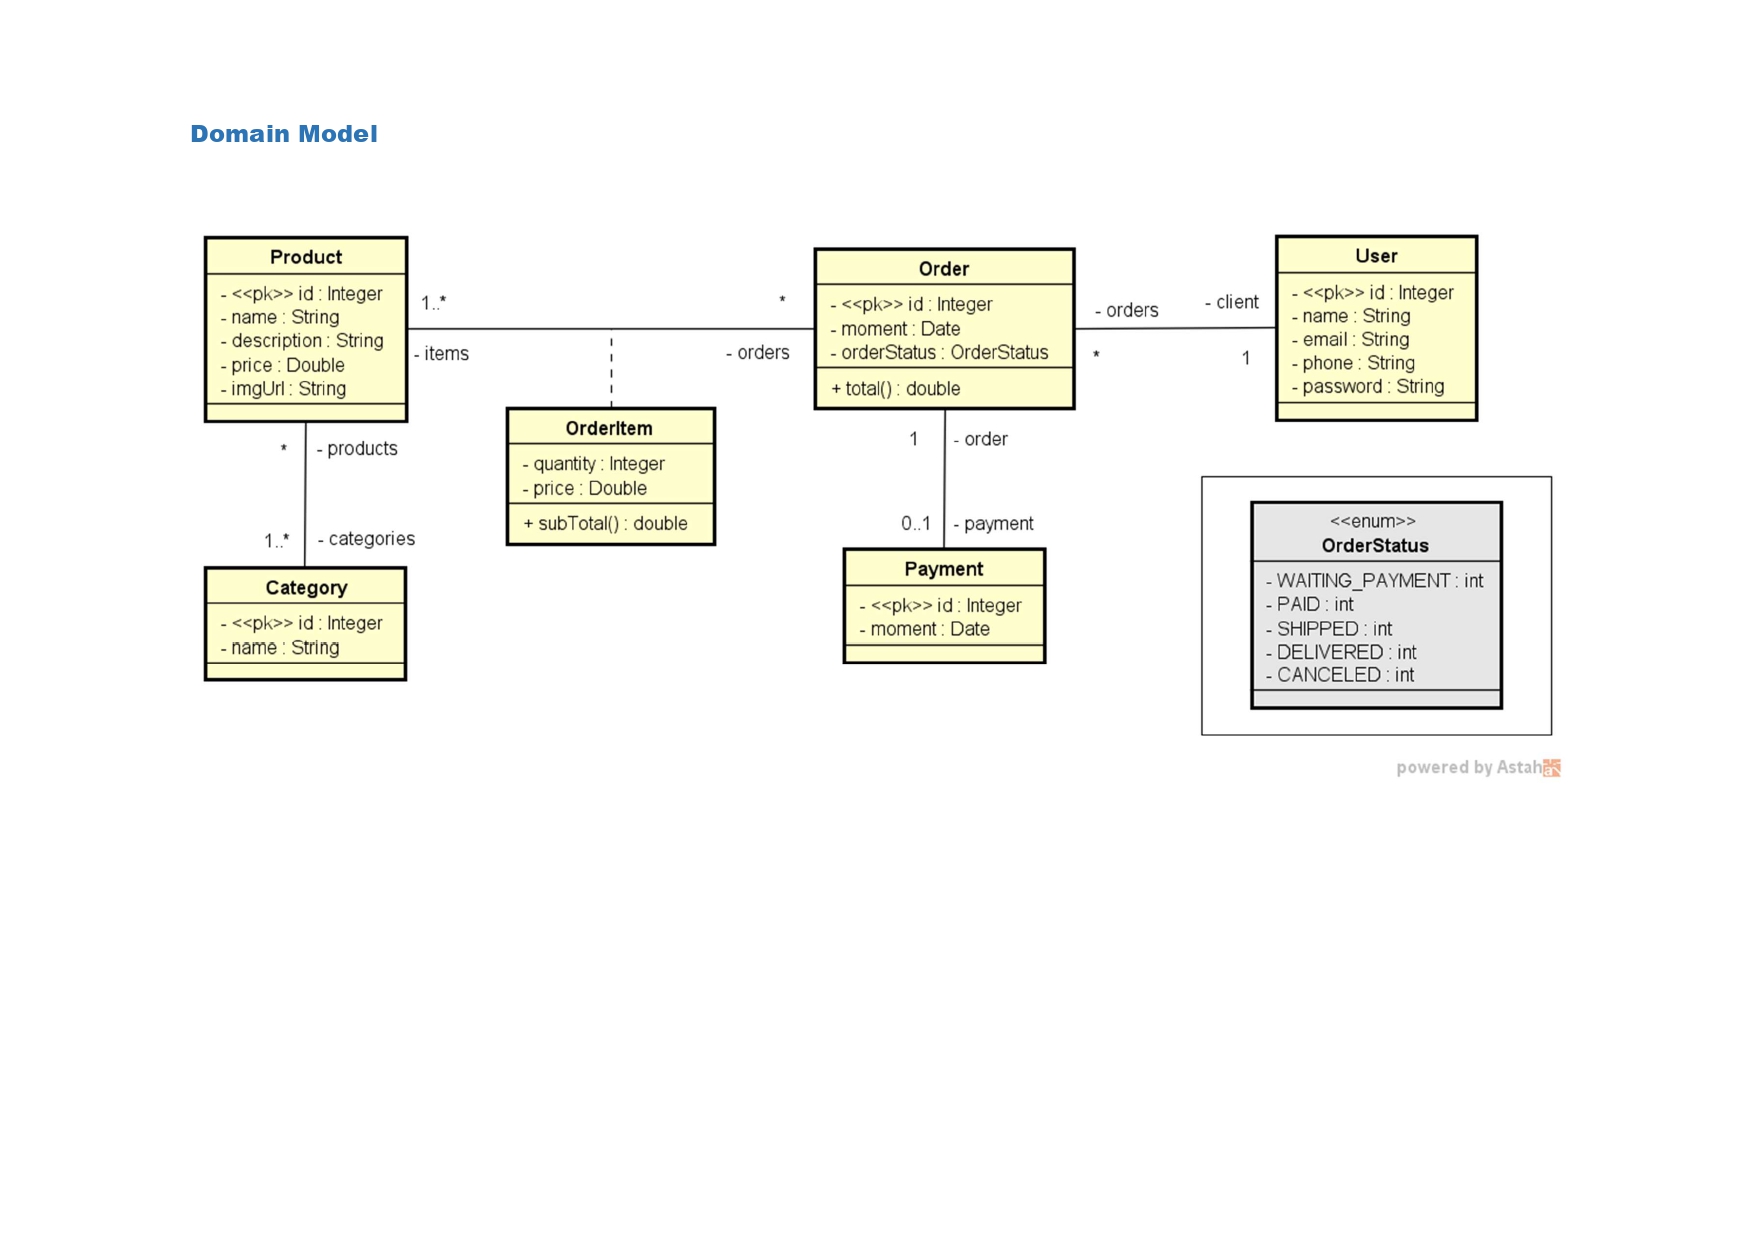 Domain Model
Product
- <<pk>> id : Integer
- name : String
- description : String
- price : Double
- imgUrl : String
1..*
- items
*
- orders
Order
- <<pk>> id : Integer
- moment : Date
- orderStatus : OrderStatus
+ total() : double
- orders
*
- client
1
User
- <<pk>> id : Integer
- name : String
- email : String
- phone : String
- password : String
OrderItem
- quantity : Integer
- price : Double
+ subTotal() : double
* - products
1..* - categories
Category
- <<pk>> id : Integer
- name : String
1 - order
0..1 - payment
Payment
- <<pk>> id : Integer
- moment : Date
<<enum>>
OrderStatus
- WAITING_PAYMENT : int
- PAID : int
- SHIPPED : int
- DELIVERED : int
- CANCELED : int
powered by Astah